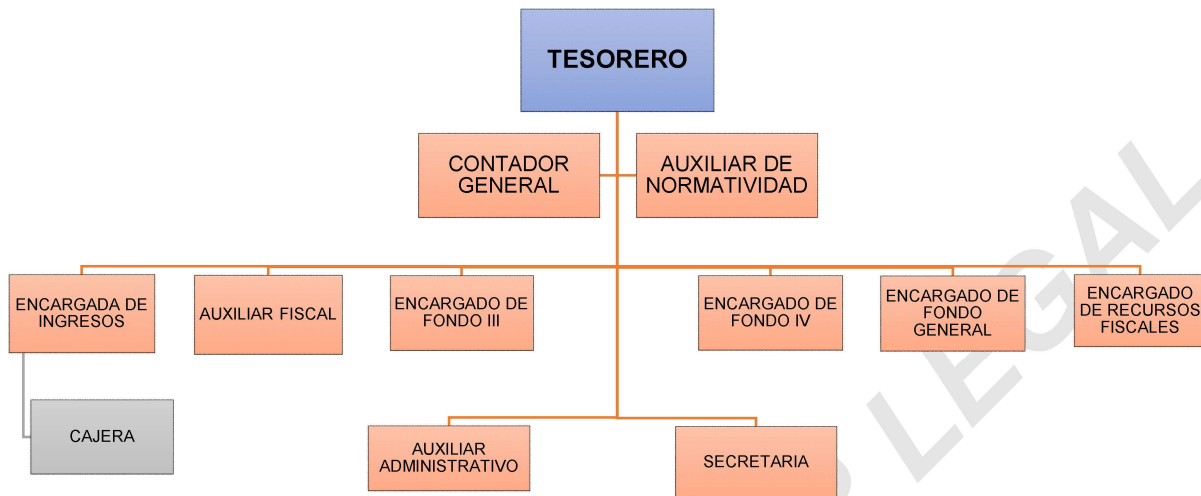 TESORERO
CONTADOR
GENERAL
AUXILIAR DE
NORMATIVIDAD
ENCARGADA DE
INGRESOS
AUXILIAR FISCAL
ENCARGADO DE
FONDO III
ENCARGADO DE
FONDO IV
ENCARGADO DE
FONDO
GENERAL
ENCARGADO
DE RECURSOS
FISCALES
CAJERA
AUXILIAR
ADMINISTRATIVO
SECRETARIA
LEGAL